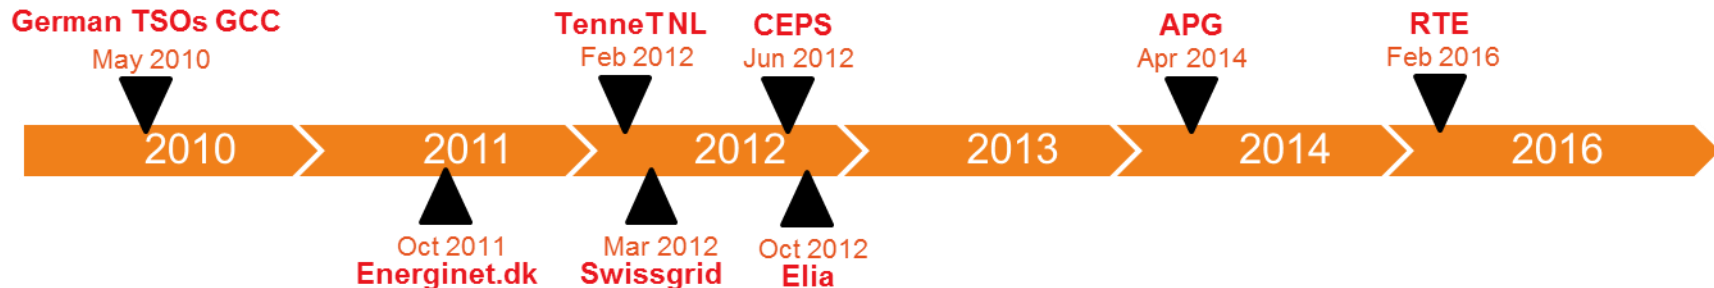 German TSOs GCC
May 2010
TenneT NL
Feb 2012
CEPS
Jun 2012
APG
Apr 2014
RTE
Feb 2016
2010
2011
2012
2013
2014
2016
Oct 2011
Energinet.dk
Mar 2012
Swissgrid
Oct 2012
Elia